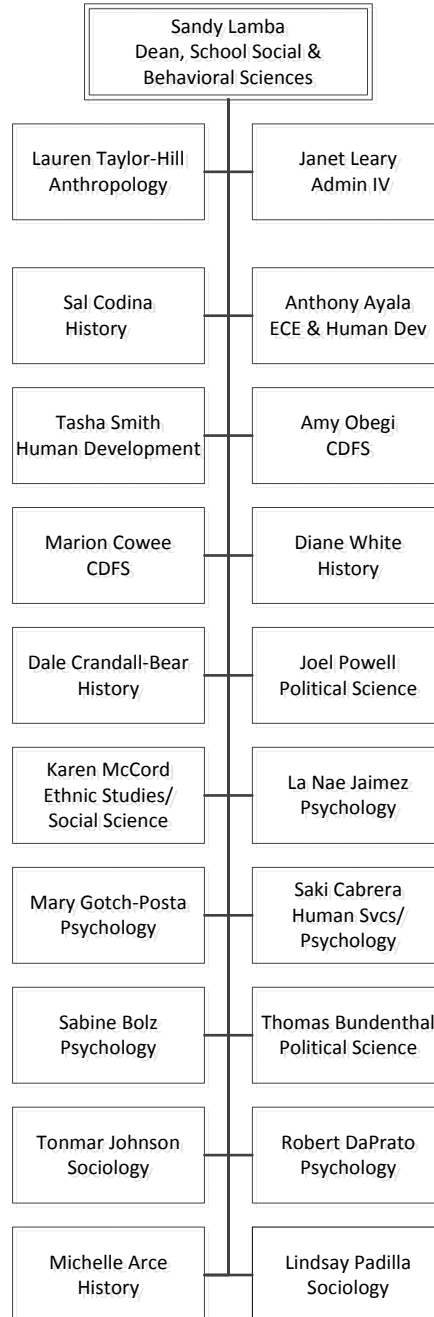 Sandy Lamba
Dean, School Social &
Behavioral Sciences
Lauren Taylor-Hill
Anthropology
Janet Leary
Admin IV
Sal Codina
History
Anthony Ayala
ECE & Human Dev
Tasha Smith
Human Development
Amy Obegi
CDFS
Marion Cowee
CDFS
Diane White
History
Dale Crandall-Bear
History
Joel Powell
Political Science
Karen McCord
Ethnic Studies/
Social Science
La Nae Jaimez
Psychology
Mary Gotch-Posta
Psychology
Saki Cabrera
Human Svcs/
Psychology
Sabine Bolz
Psychology
Thomas Bundenthal
Political Science
Tonmar Johnson
Sociology
Robert DaPrato
Psychology
Michelle Arce
History
Lindsay Padilla
Sociology